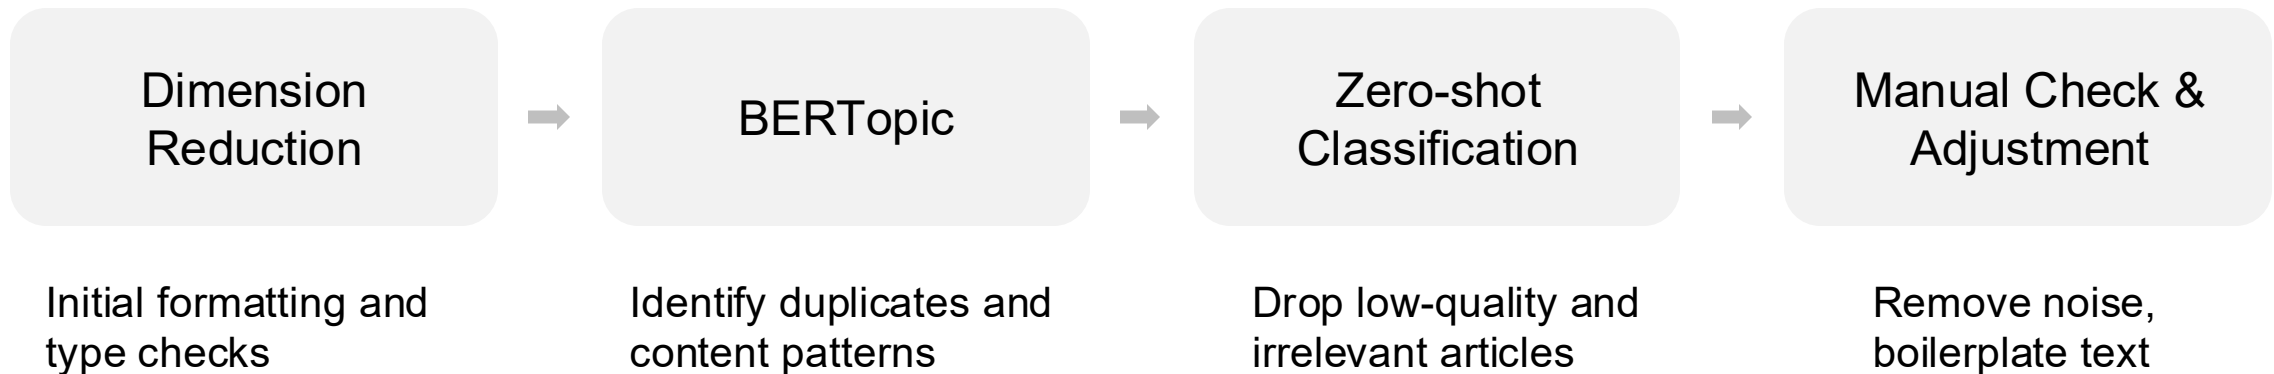 Dimension
Reduction
BERTopic
Zero-shot
Classification
Manual Check &
Adjustment
Initial formatting and
type checks
Identify duplicates and
content patterns
Drop low-quality and
irrelevant articles
Remove noise,
boilerplate text